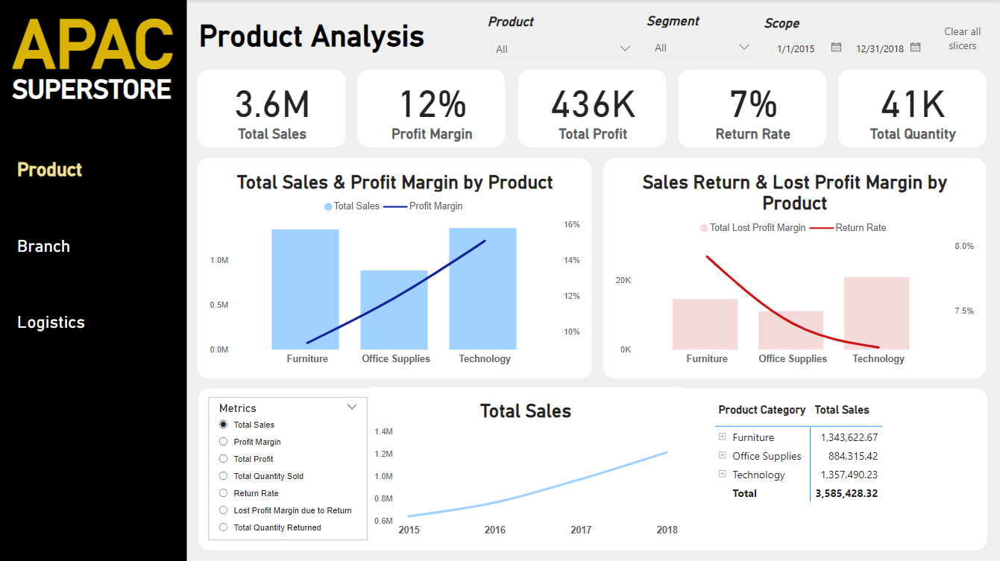 APAC
SUPERSTORE
Product
Branch
Logistics
Product Analysis
Product
All
Segment
All
Scope
1/1/2015
12/31/2018
Clear all
slicers
3.6M
Total Sales
12%
Profit Margin
436K
Total Profit
7%
Return Rate
41K
Total Quantity
Total Sales & Profit Margin by Product
Total Sales Profit Margin
1.0M
0.5M
0.0M
16%
14%
12%
10%
Furniture Office Supplies Technology
Sales Return & Lost Profit Margin by
Product
Total Lost Profit Margin Return Rate
20K
0K
8.0%
7.5%
Furniture Office Supplies Technology
Metrics
Total Sales
Profit Margin
Total Profit
Total Quantity Sold
Return Rate
Lost Profit Margin due to Return
Total Quantity Returned
Total Sales
1.4M
1.2M
1.0M
0.8M
0.6M
2015 2016 2017 2018
Product Category Total Sales
Furniture 1,343,622.67
Office Supplies 884,315.42
Technology 1,357,490.23
Total 3,585,428.32